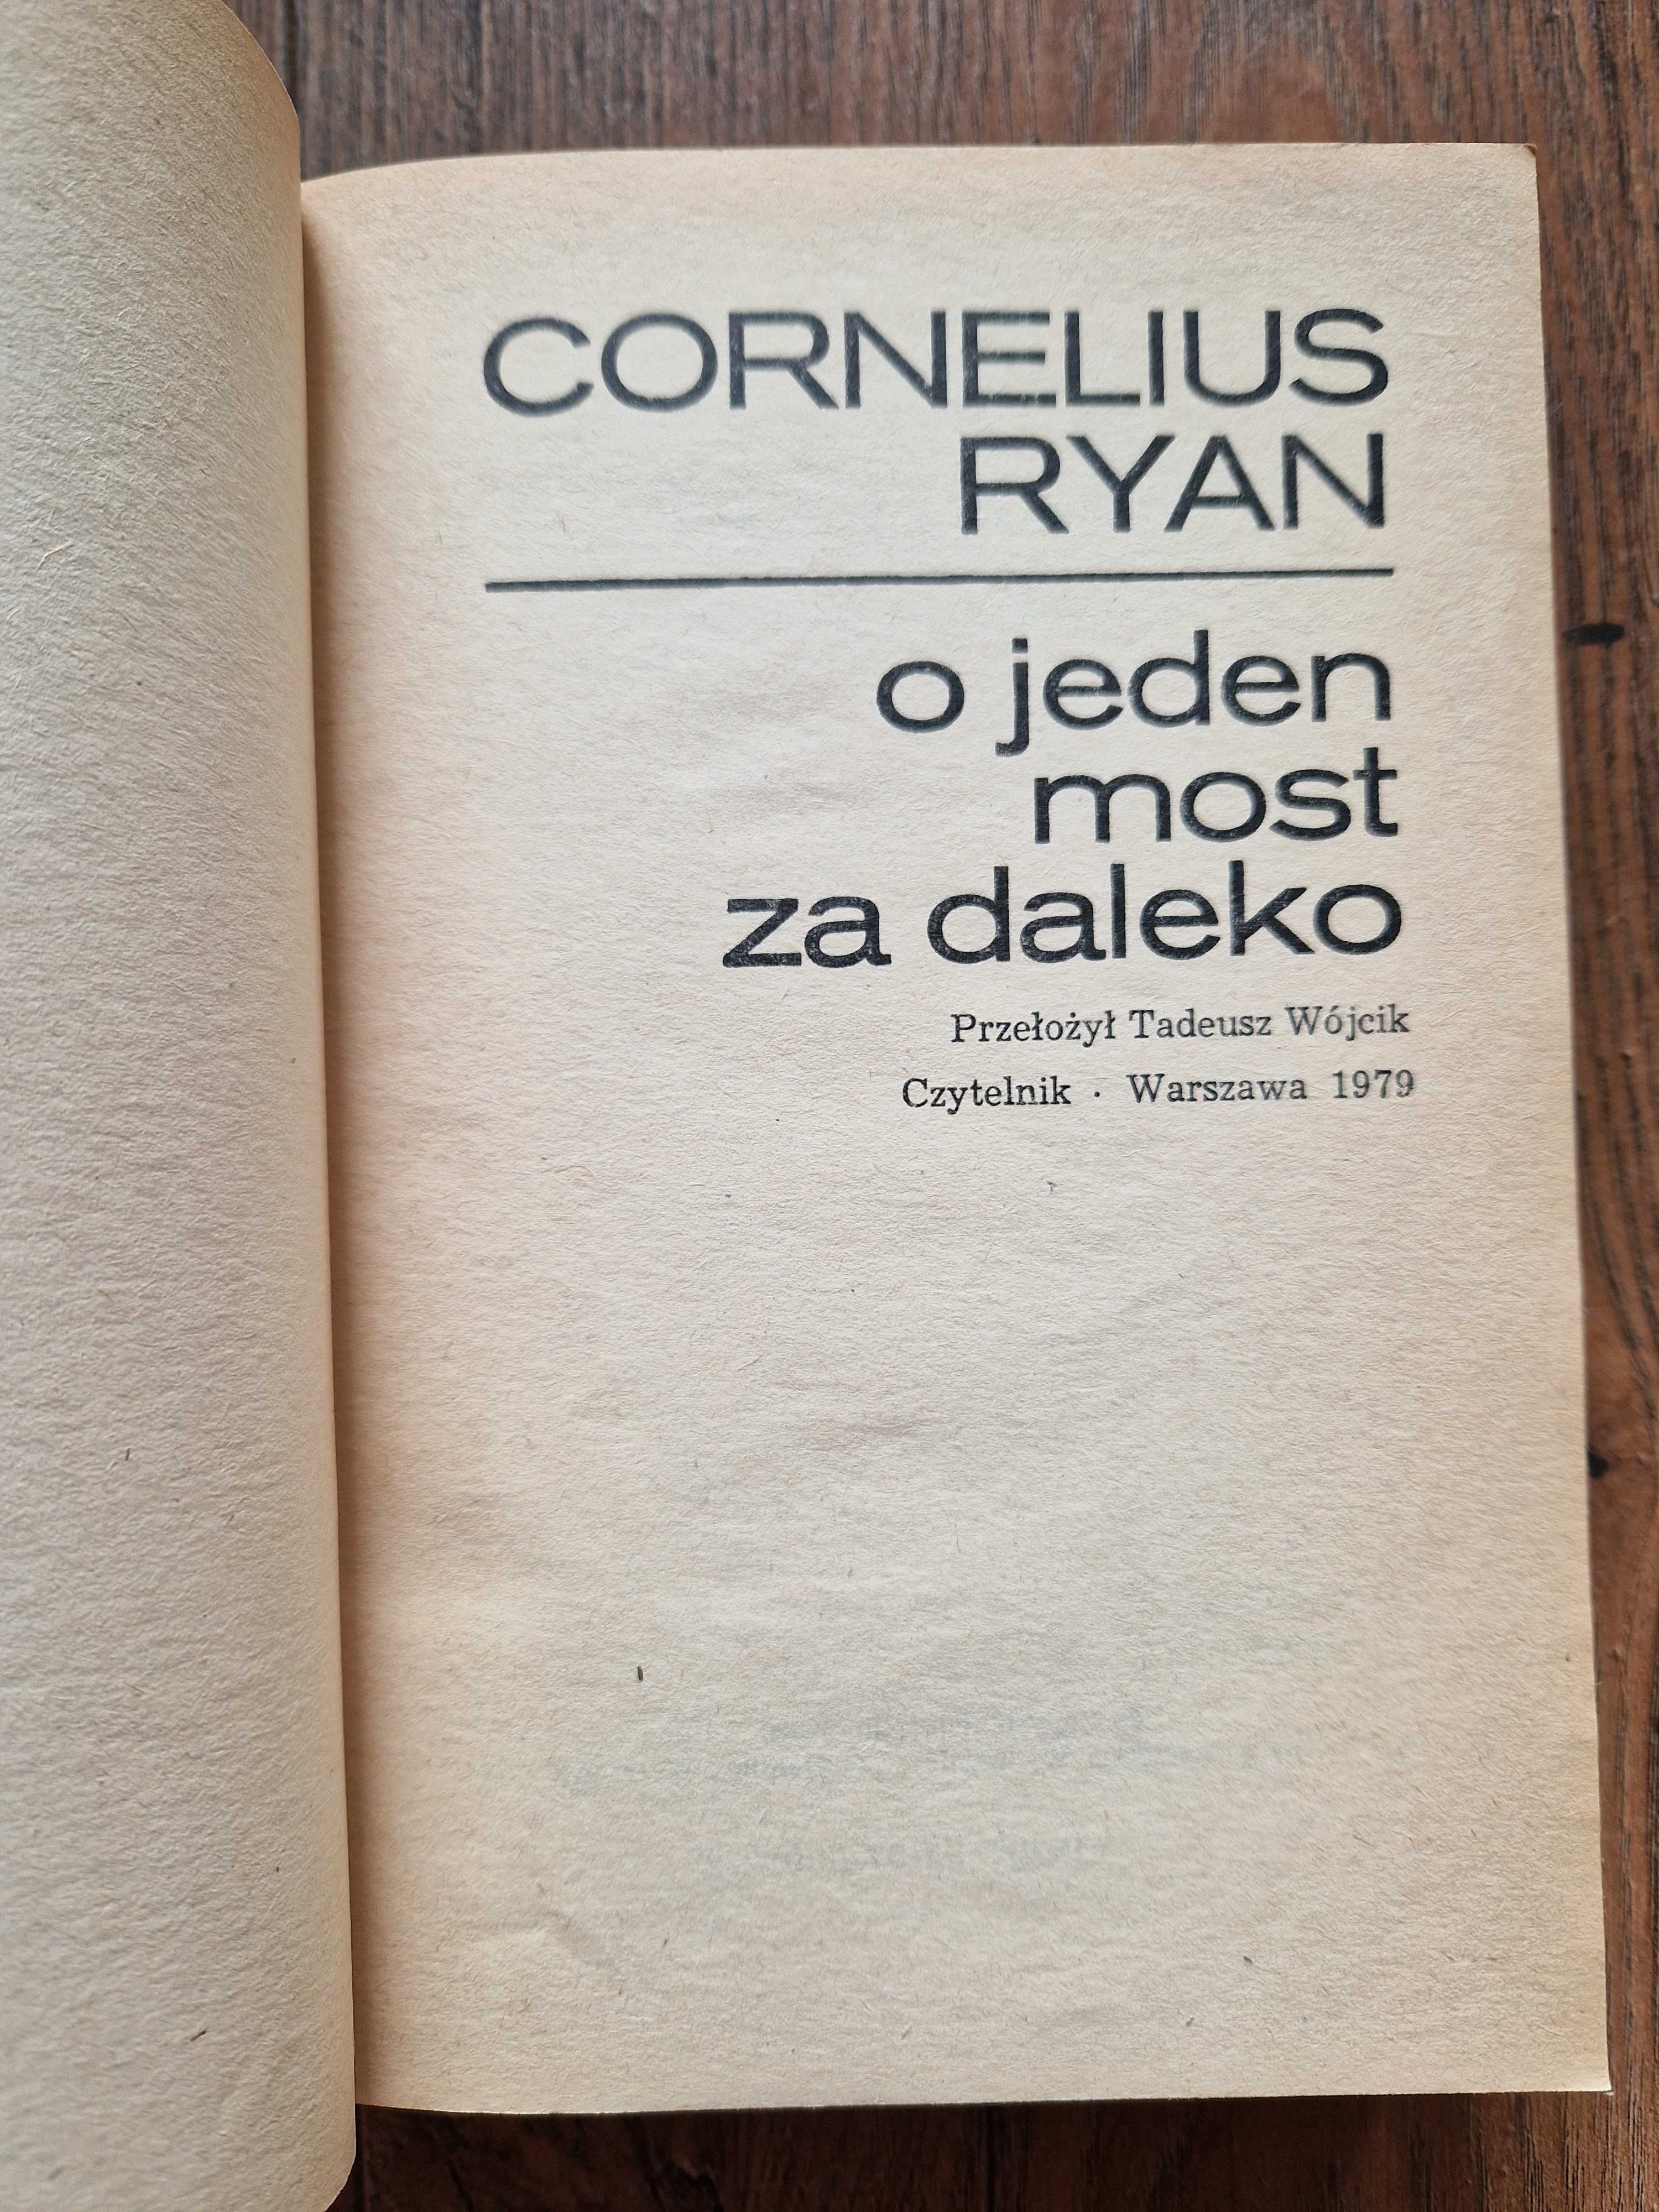 CORNELIUS
RYAN
o jeden
most
za daleko
Przełożył Tadeusz Wójcik
Czytelnik · Warszawa 1979